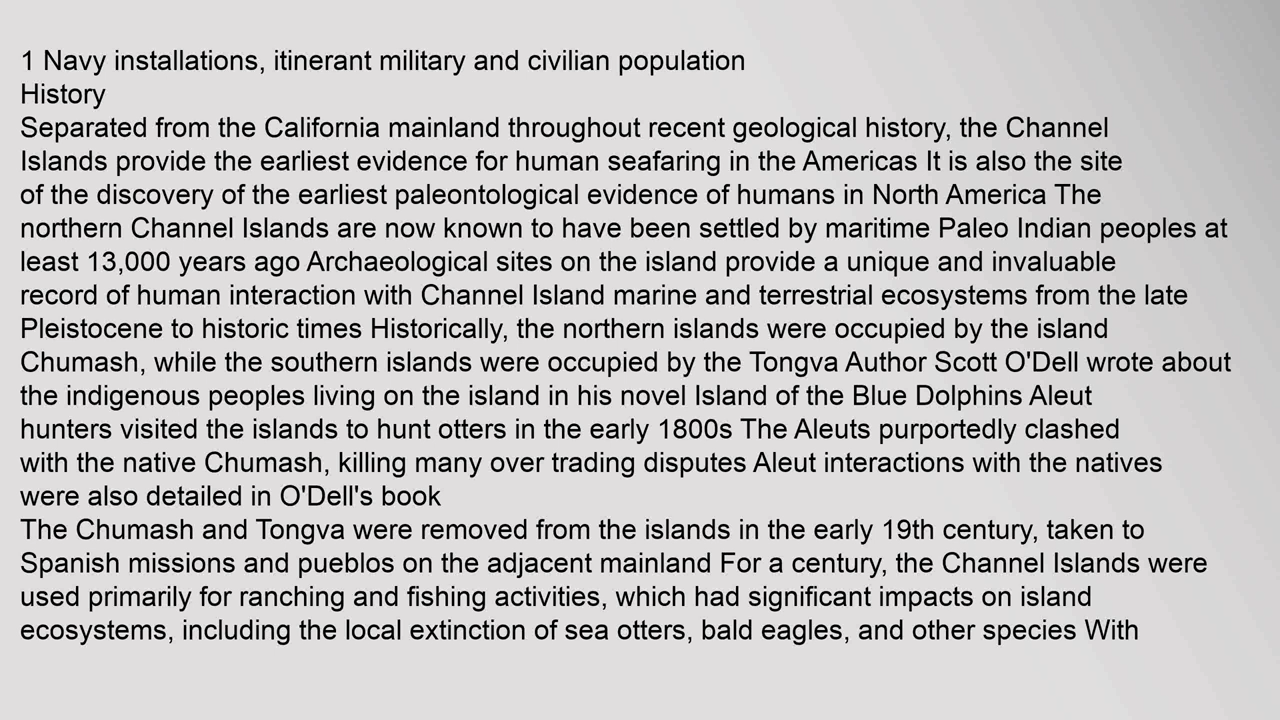 1 Navy installations, itinerant military and civilian population
History
Separated from the California mainland throughout recent geological history, the Channel
Islands provide the earliest evidence for human seafaring in the Americas It is also the site
of the discovery of the earliest paleontological evidence of humans in North America The
northern Channel Islands are now known to have been settled by maritime Paleo Indian peoples at
least 13,000 years ago Archaeological sites on the island provide a unique and invaluable
record of human interaction with Channel Island marine and terrestrial ecosystems from the late
Pleistocene to historic times Historically, the northern islands were occupied by the island
Chumash, while the southern islands were occupied by the Tongva Author Scott O'Dell wrote about
the indigenous peoples living on the island in his novel Island of the Blue Dolphins Aleut
hunters visited the islands to hunt otters in the early 1800s The Aleuts purportedly clashed
with the native Chumash, killing many over trading disputes Aleut interactions with the natives
were also detailed in O'Dell's book
The Chumash and Tongva were removed from the islands in the early 19th century, taken to
Spanish missions and pueblos on the adjacent mainland For a century, the Channel Islands were
used primarily for ranching and fishing activities, which had significant impacts on island
ecosystems, including the local extinction of sea otters, bald eagles, and other species With